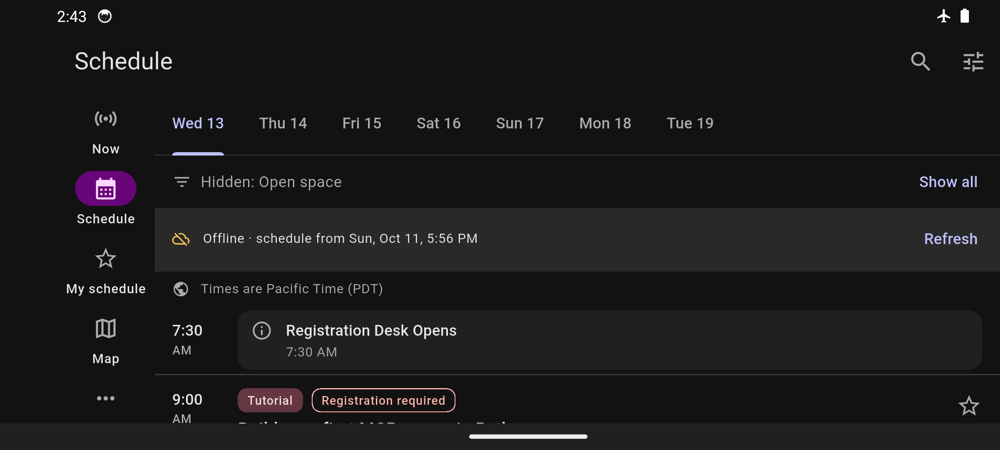 2:43
Schedule
Now
Schedule
My schedule
Map
Wed 13 Thu 14 Fri 15 Sat 16 Sun 17 Mon 18 Tue 19
Hidden: Open space Show all
Offline · schedule from Sun, Oct 11, 5:56 PM Refresh
Times are Pacific Time (PDT)
7:30 AM
Registration Desk Opens
7:30 AM
9:00 AM
Tutorial Registration required